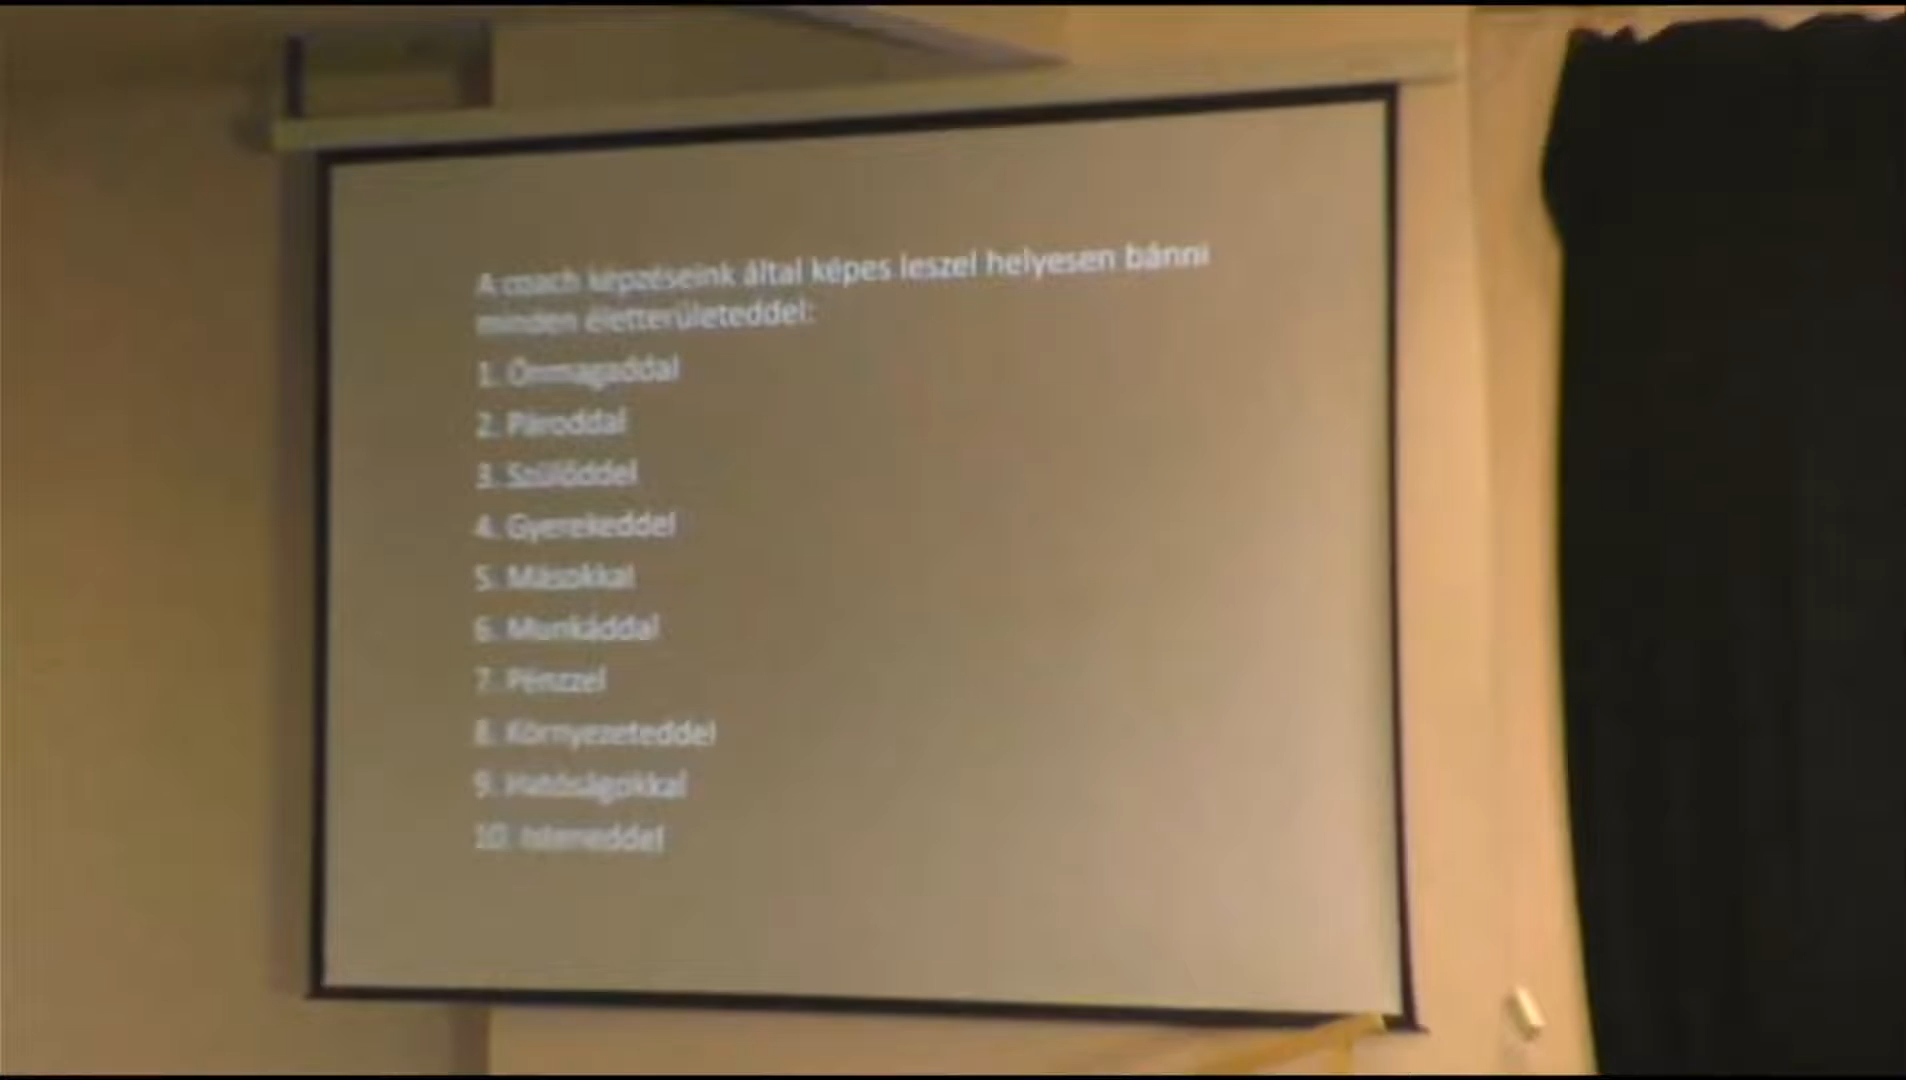 A coach képzéseink által képes leszel helyesen bánni
minden életterületeddel:
1. Önmagaddal
2. Pároddal
3. Szülőddel
4. Gyerekeddel
5. Másokkal
6. Munkáddal
7. Pénzzel
8. Környezeteddel
9. Hatóságokkal
10. Isteneddel